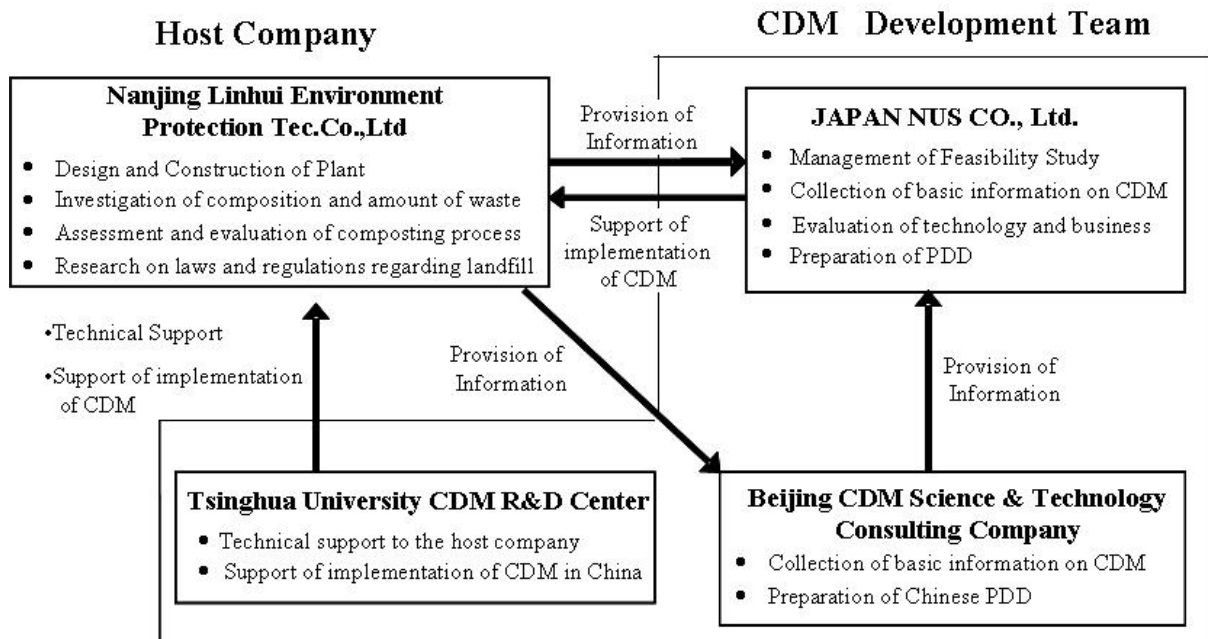 Host Company
CDM Development Team
Nanjing Linhui Environment
Protection Tec.Co.,Ltd
• Design and Construction of Plant
• Investigation of composition and amount of waste
• Assessment and evaluation of composting process
• Research on laws and regulations regarding landfill
Provision of
Information
Support of
implementation
of CDM
JAPAN NUS CO., Ltd.
• Management of Feasibility Study
• Collection of basic information on CDM
• Evaluation of technology and business
• Preparation of PDD
•Technical Support
•Support of implementation
of CDM
Provision of
Information
Provision of
Information
Tsinghua University CDM R&D Center
• Technical support to the host company
• Support of implementation of CDM in China
Beijing CDM Science & Technology
Consulting Company
• Collection of basic information on CDM
• Preparation of Chinese PDD